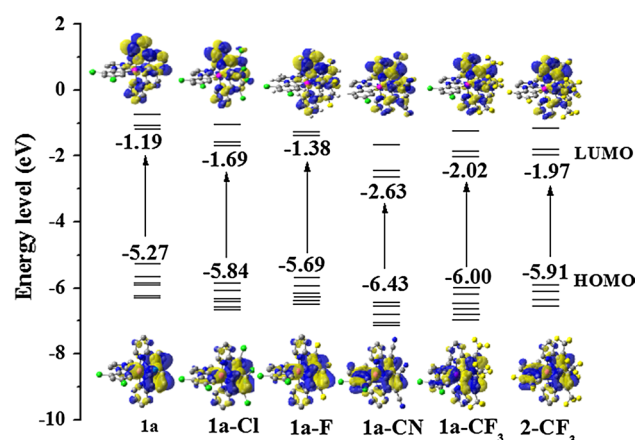 2
0
-2
-4
-6
-8
-10
Energy level (eV)
-1.19 -1.69 -1.38 -2.63 -2.02 -1.97
LUMO
-5.27 -5.84 -5.69 -6.43 -6.00 -5.91
HOMO
1a 1a-Cl 1a-F 1a-CN 1a-CF3 2-CF3